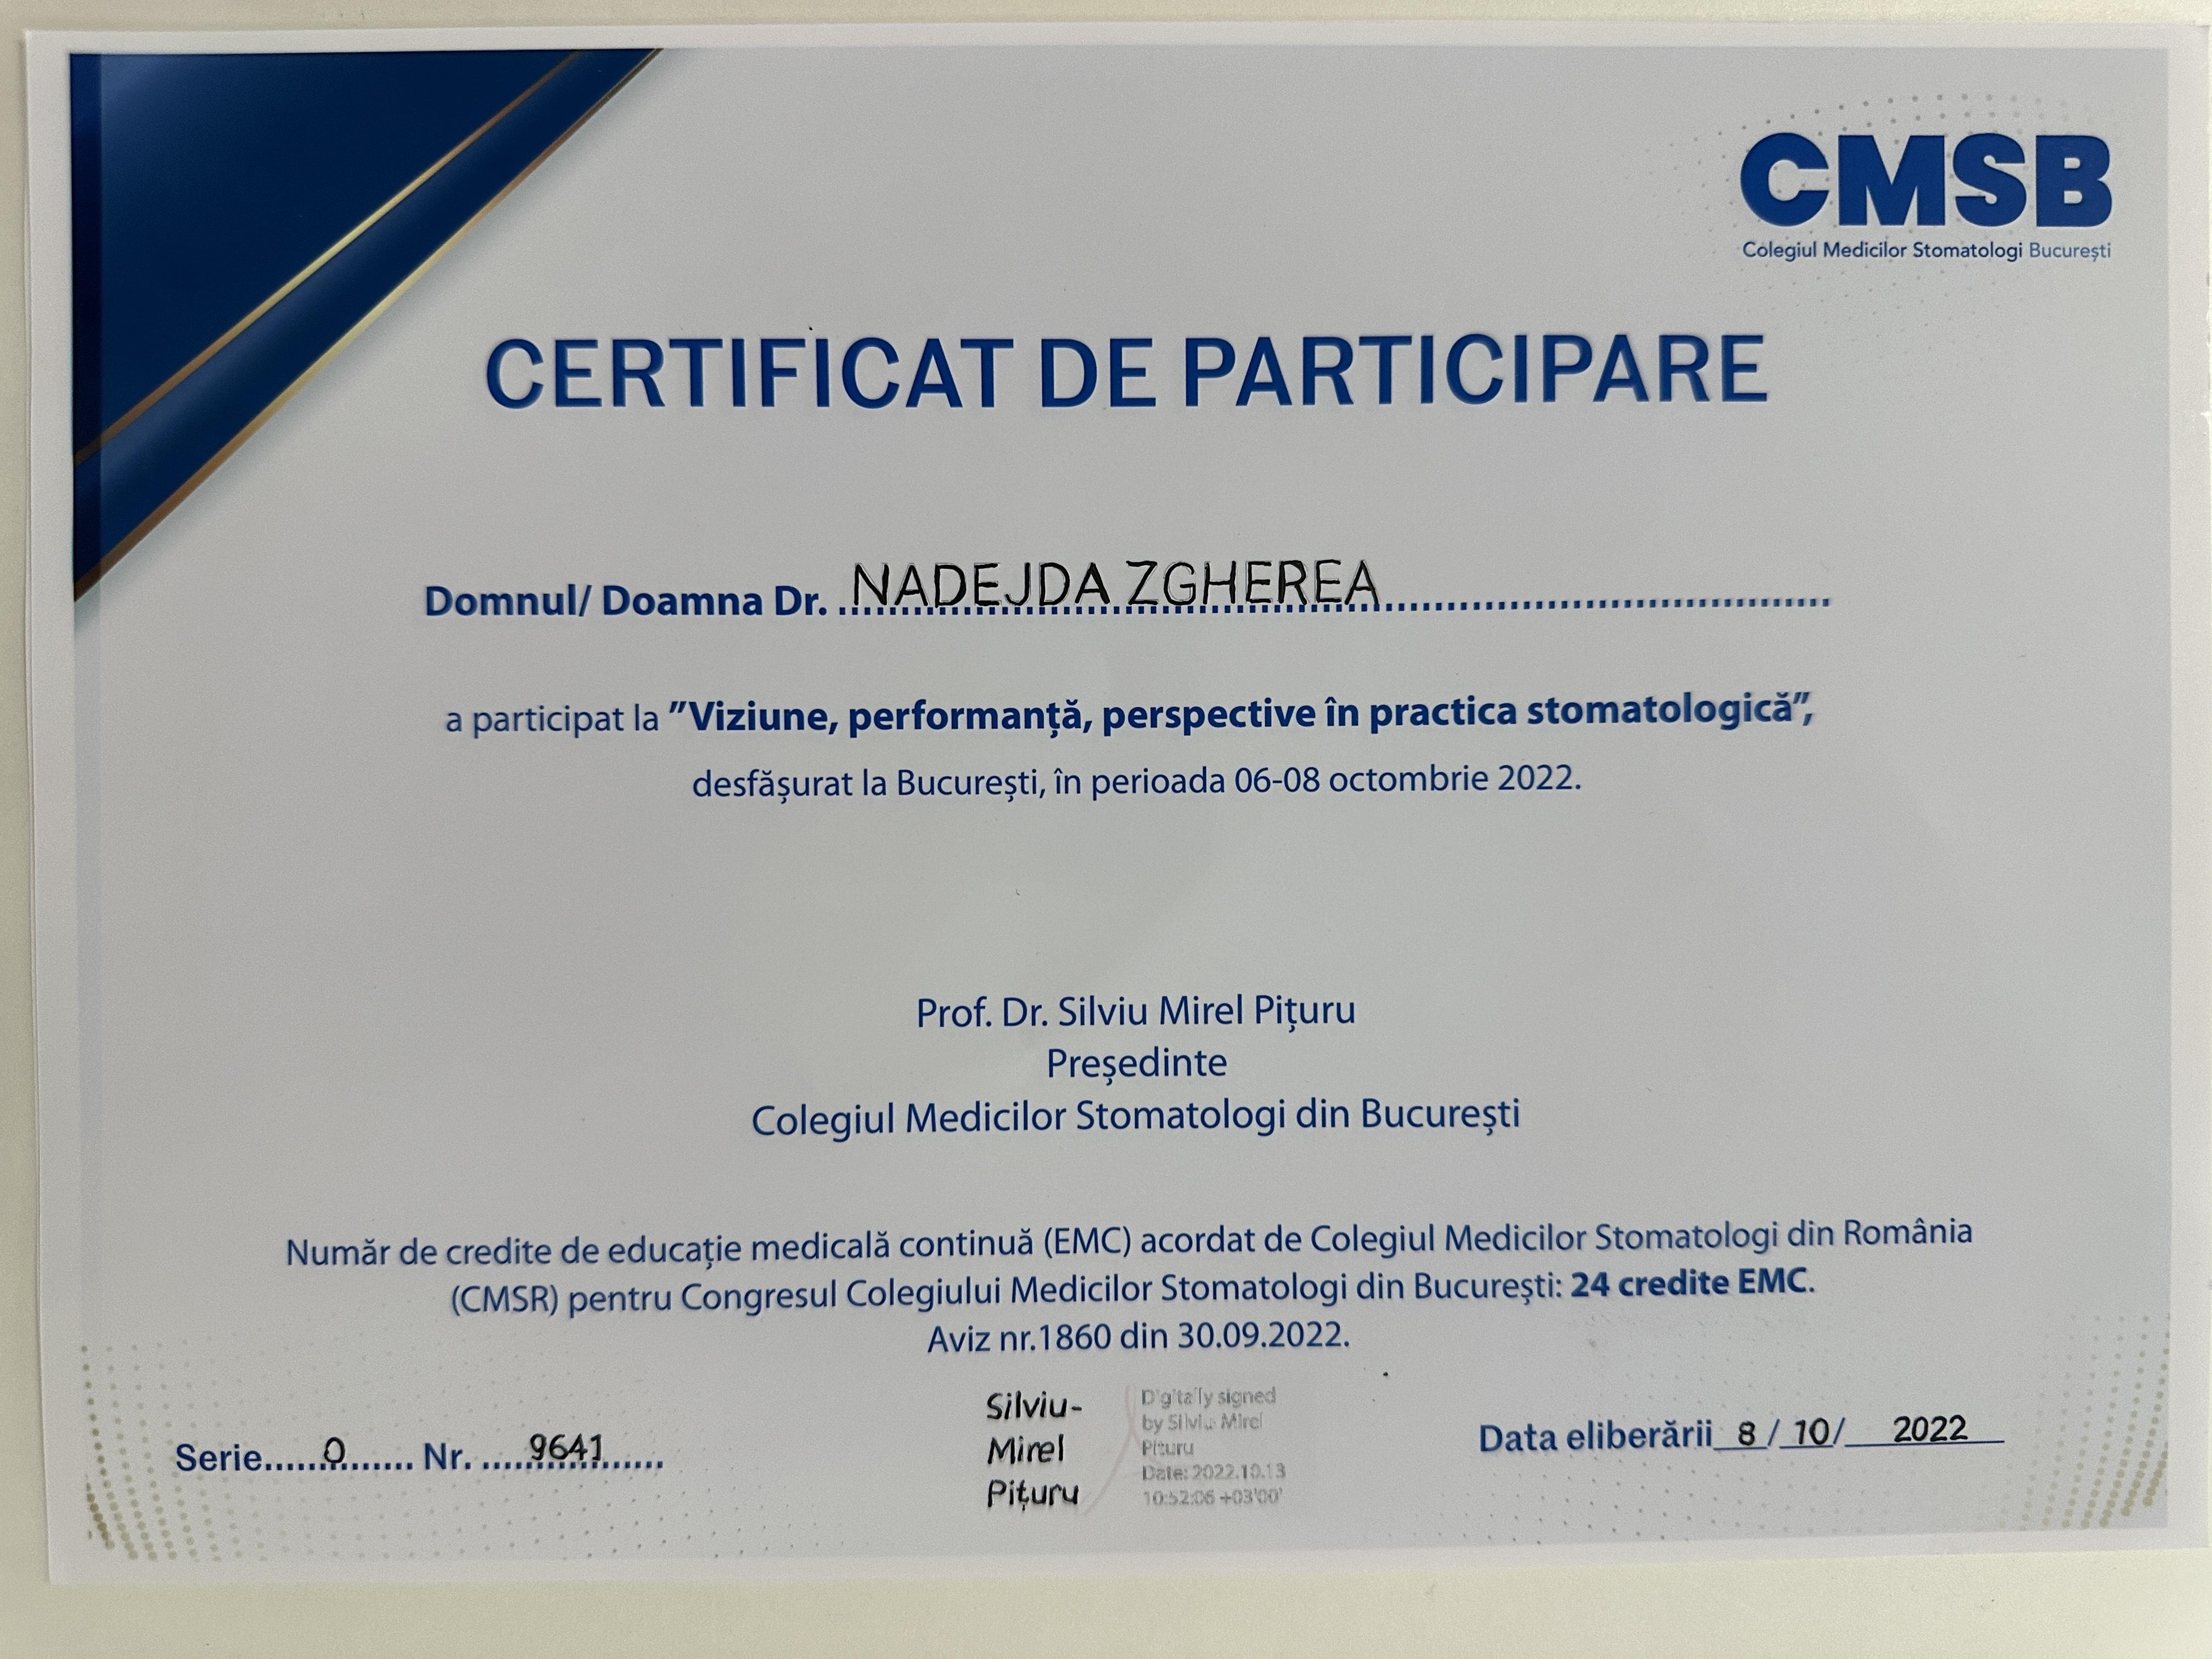 CMSB
Colegiul Medicilor Stomatologi București
CERTIFICAT DE PARTICIPARE
Domnul/ Doamna Dr. NADEJDA ZGHEREA
a participat la ”Viziune, performanță, perspective în practica stomatologică”,
desfășurat la București, în perioada 06-08 octombrie 2022.
Prof. Dr. Silviu Mirel Pițuru
Președinte
Colegiul Medicilor Stomatologi din București
Număr de credite de educație medicală continuă (EMC) acordat de Colegiul Medicilor Stomatologi din România
(CMSR) pentru Congresul Colegiului Medicilor Stomatologi din București: 24 credite EMC.
Aviz nr.1860 din 30.09.2022.
Serie......O....... Nr. ......9641......
Silviu-
Mirel
Pițuru
Digitally signed
by Silviu Mirel
Pituru
Date: 2022.10.13
10:52:06 +03'00'
Data eliberării 8 / 10 / 2022